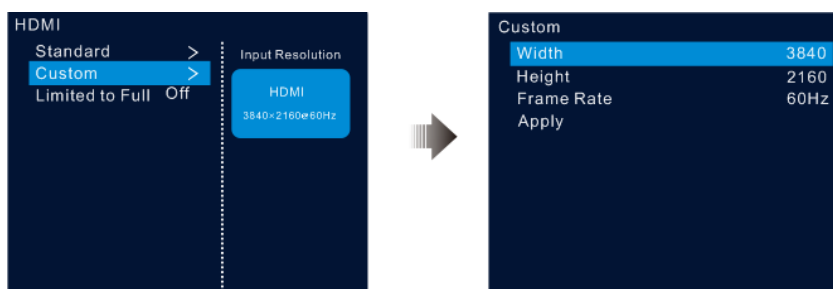 HDMI
Standard >
Custom >
Limited to Full Off
Input Resolution
HDMI
3840×2160@60Hz
Custom
Width 3840
Height 2160
Frame Rate 60Hz
Apply